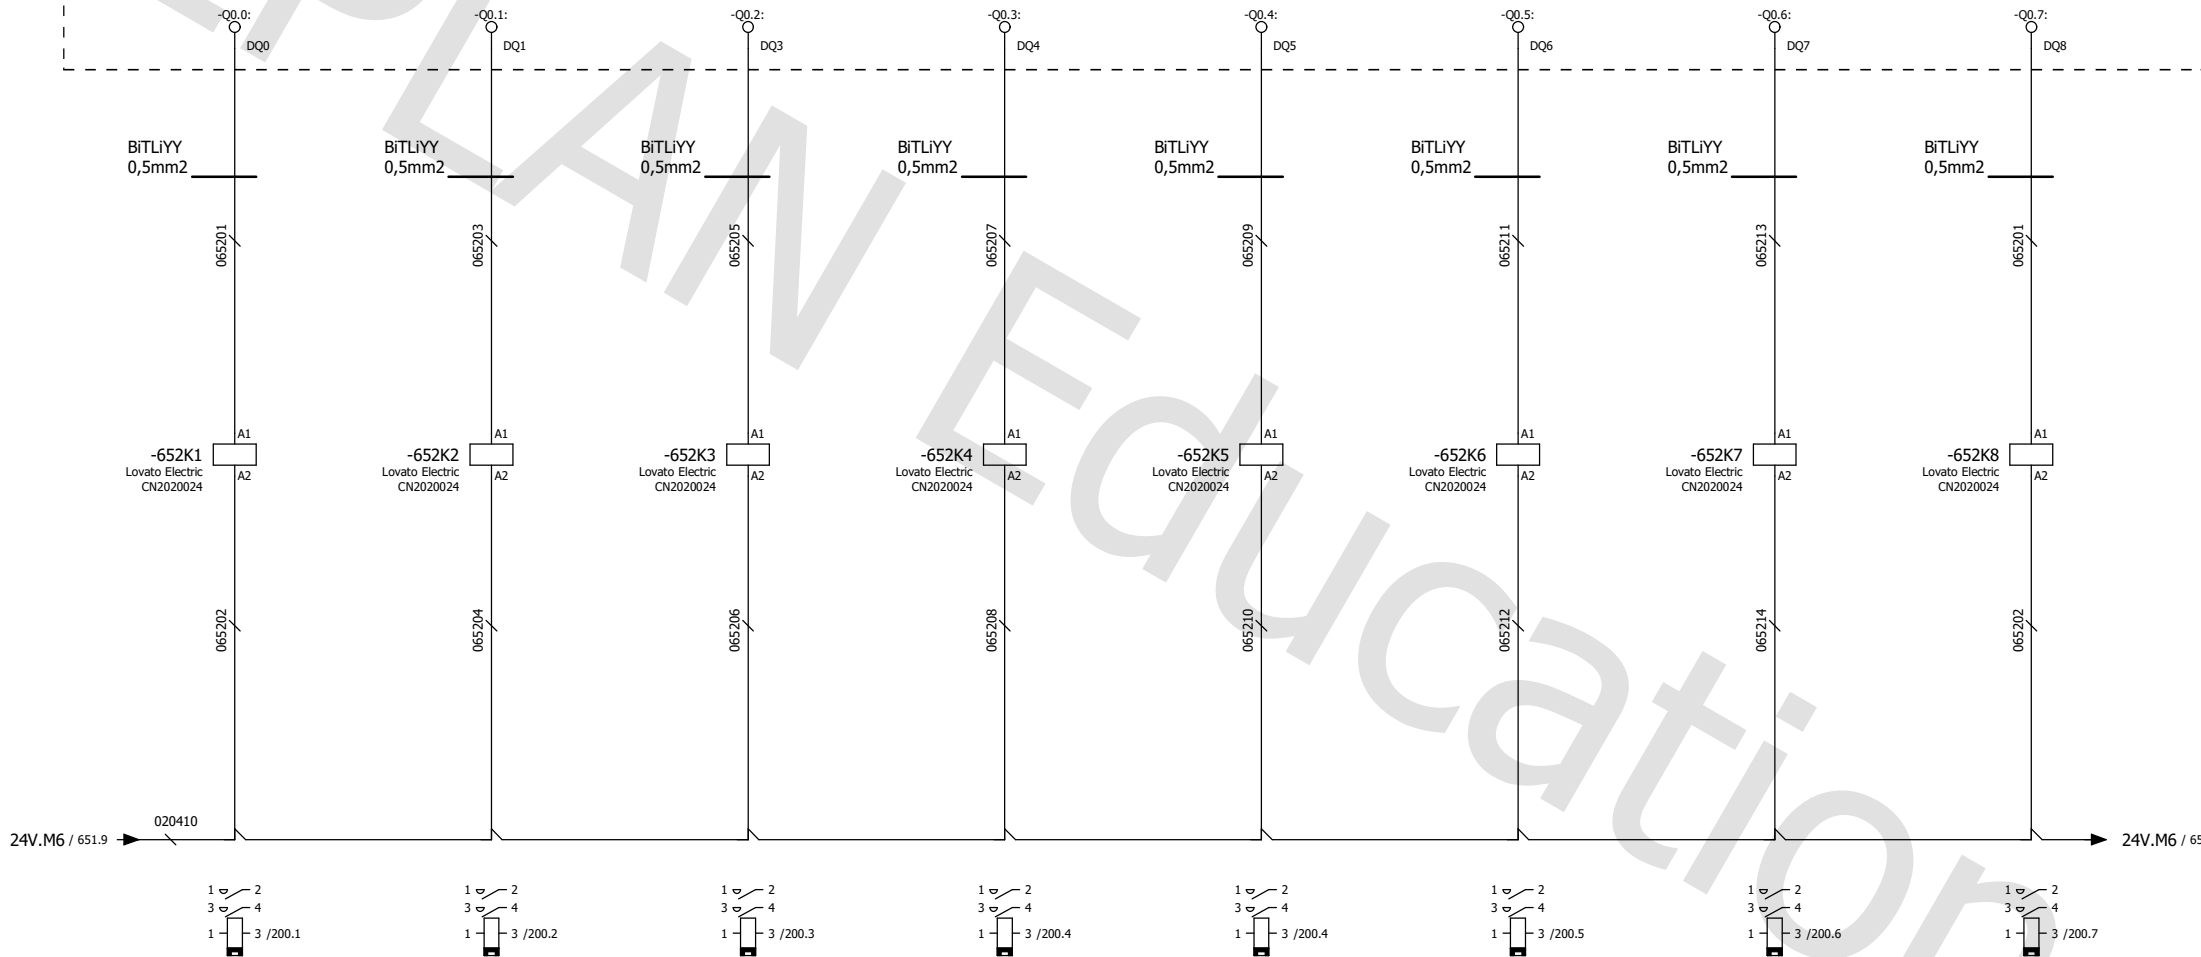 -Q0.0: -Q0.1: -Q0.2: -Q0.3: -Q0.4: -Q0.5: -Q0.6: -Q0.7:
DQ0 DQ1 DQ3 DQ4 DQ5 DQ6 DQ7 DQ8
BiTLiYY BiTLiYY BiTLiYY BiTLiYY BiTLiYY BiTLiYY BiTLiYY BiTLiYY
0,5mm2 0,5mm2 0,5mm2 0,5mm2 0,5mm2 0,5mm2 0,5mm2 0,5mm2
065201 065203 065205 065207 065209 065211 065213 065201
A1 A1 A1 A1 A1 A1 A1 A1
-652K1 -652K2 -652K3 -652K4 -652K5 -652K6 -652K7 -652K8
Lovato Electric A2 Lovato Electric A2 Lovato Electric A2 Lovato Electric A2 Lovato Electric A2 Lovato Electric A2 Lovato Electric A2 Lovato Electric A2
CN2020024 CN2020024 CN2020024 CN2020024 CN2020024 CN2020024 CN2020024 CN2020024
065202 065204 065206 065208 065210 065212 065214 065202
020410
24V.M6 / 651.9 24V.M6 / 65
1 2 1 2 1 2 1 2 1 2 1 2 1 2 1 2
3 4 3 4 3 4 3 4 3 4 3 4 3 4 3 4
1 3 /200.1 1 3 /200.2 1 3 /200.3 1 3 /200.4 1 3 /200.4 1 3 /200.5 1 3 /200.6 1 3 /200.7
EPLAN Education